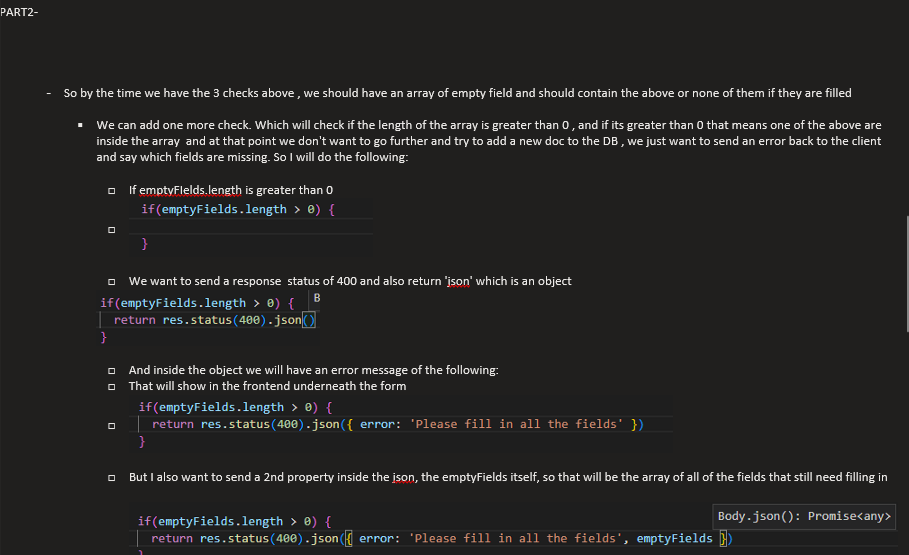 PART2-
- So by the time we have the 3 checks above , we should have an array of empty field and should contain the above or none of them if they are filled
▪ We can add one more check. Which will check if the length of the array is greater than 0 , and if its greater than 0 that means one of the above are
inside the array and at that point we don't want to go further and try to add a new doc to the DB , we just want to send an error back to the client
and say which fields are missing. So I will do the following:
□ If emptyFIelds.length is greater than 0
if(emptyFields.length > 0) {
□
}
□ We want to send a response status of 400 and also return 'json' which is an object
if(emptyFields.length > 0) { B
return res.status(400).json()
}
□ And inside the object we will have an error message of the following:
□ That will show in the frontend underneath the form
if(emptyFields.length > 0) {
□ return res.status(400).json({ error: 'Please fill in all the fields' })
}
□ But I also want to send a 2nd property inside the json, the emptyFields itself, so that will be the array of all of the fields that still need filling in
Body.json(): Promise<any>
if(emptyFields.length > 0) {
return res.status(400).json({ error: 'Please fill in all the fields', emptyFields })
}